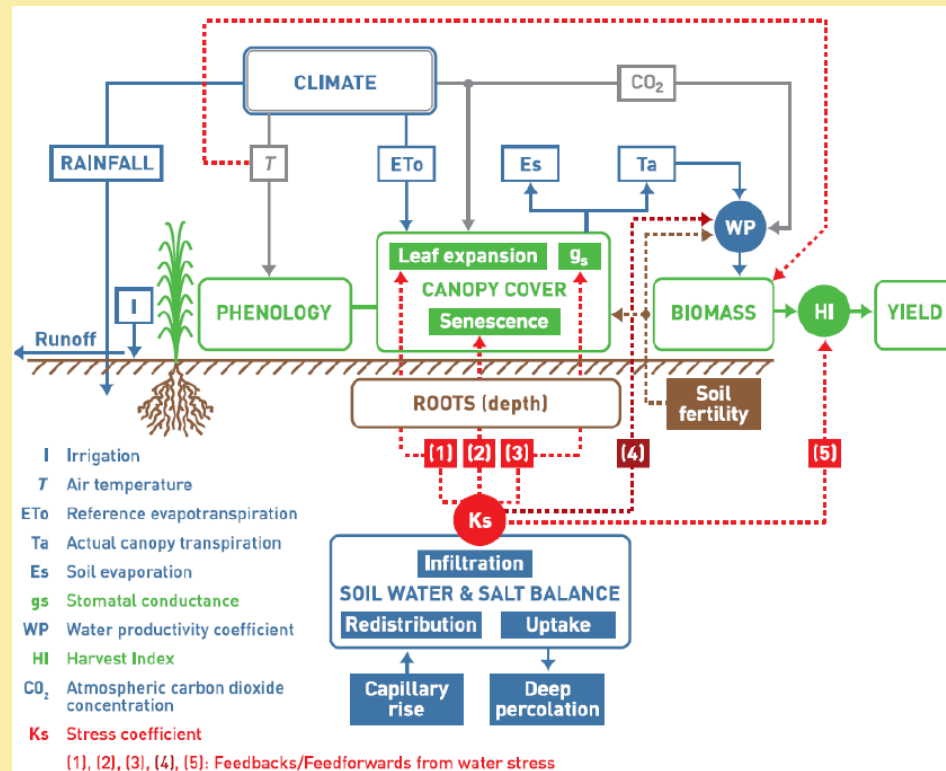 CLIMATE
CO₂
RAINFALL
T
ETo
Es
Ta
WP
Leaf expansion
gs
CANOPY COVER
Senescence
PHENOLOGY
BIOMASS
HI
YIELD
I
Runoff
ROOTS (depth)
Soil
fertility
(1) (2) (3) (4) (5)
Ks
Infiltration
SOIL WATER & SALT BALANCE
Redistribution
Uptake
Capillary
rise
Deep
percolation
I Irrigation
T Air temperature
ETo Reference evapotranspiration
Ta Actual canopy transpiration
Es Soil evaporation
gs Stomatal conductance
WP Water productivity coefficient
HI Harvest Index
CO₂ Atmospheric carbon dioxide
concentration
Ks Stress coefficient
(1), (2), (3), (4), (5): Feedbacks/Feedforwards from water stress